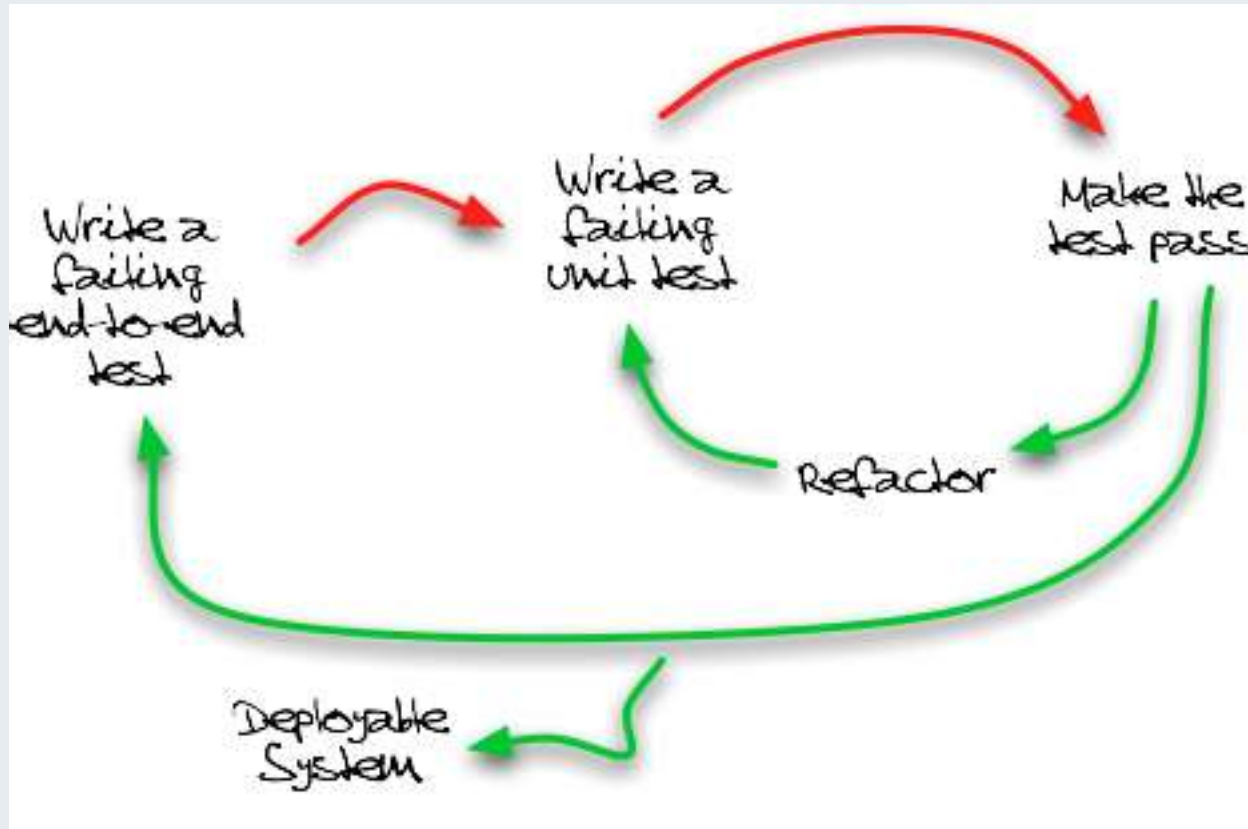 Write a
failing
end-to-end
test
Write a
failing
unit test
Make the
test pass
Refactor
Deployable
System